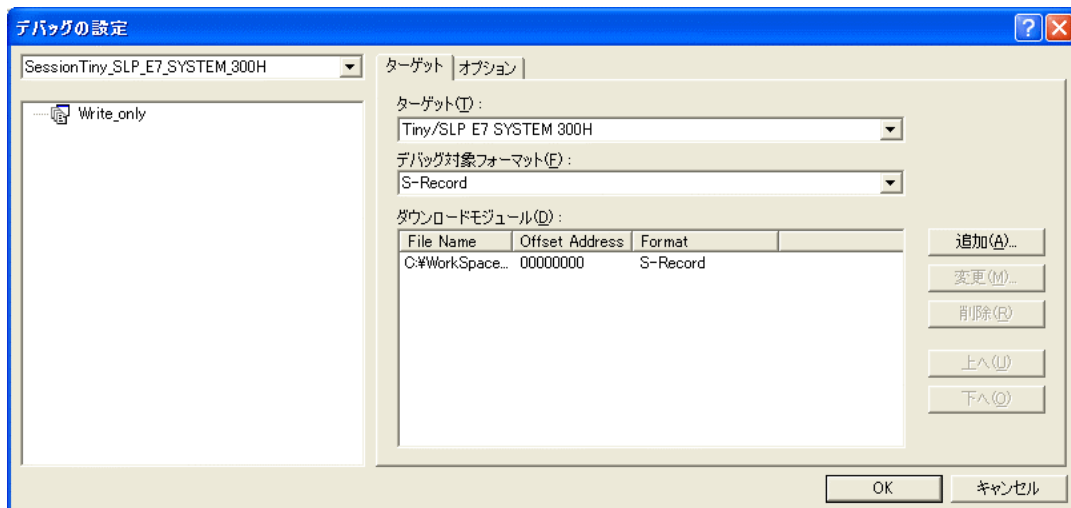 デバッグの設定
SessionTiny_SLP_E7_SYSTEM_300H
Write_only
ターゲット オプション
ターゲット(T) :
Tiny/SLP E7 SYSTEM 300H
デバッグ対象フォーマット(F) :
S-Record
ダウンロードモジュール(D) :
File Name Offset Address Format
C:¥WorkSpace... 00000000 S-Record
追加(A)...
変更(M)...
削除(R)
上へ(U)
下へ(O)
OK キャンセル